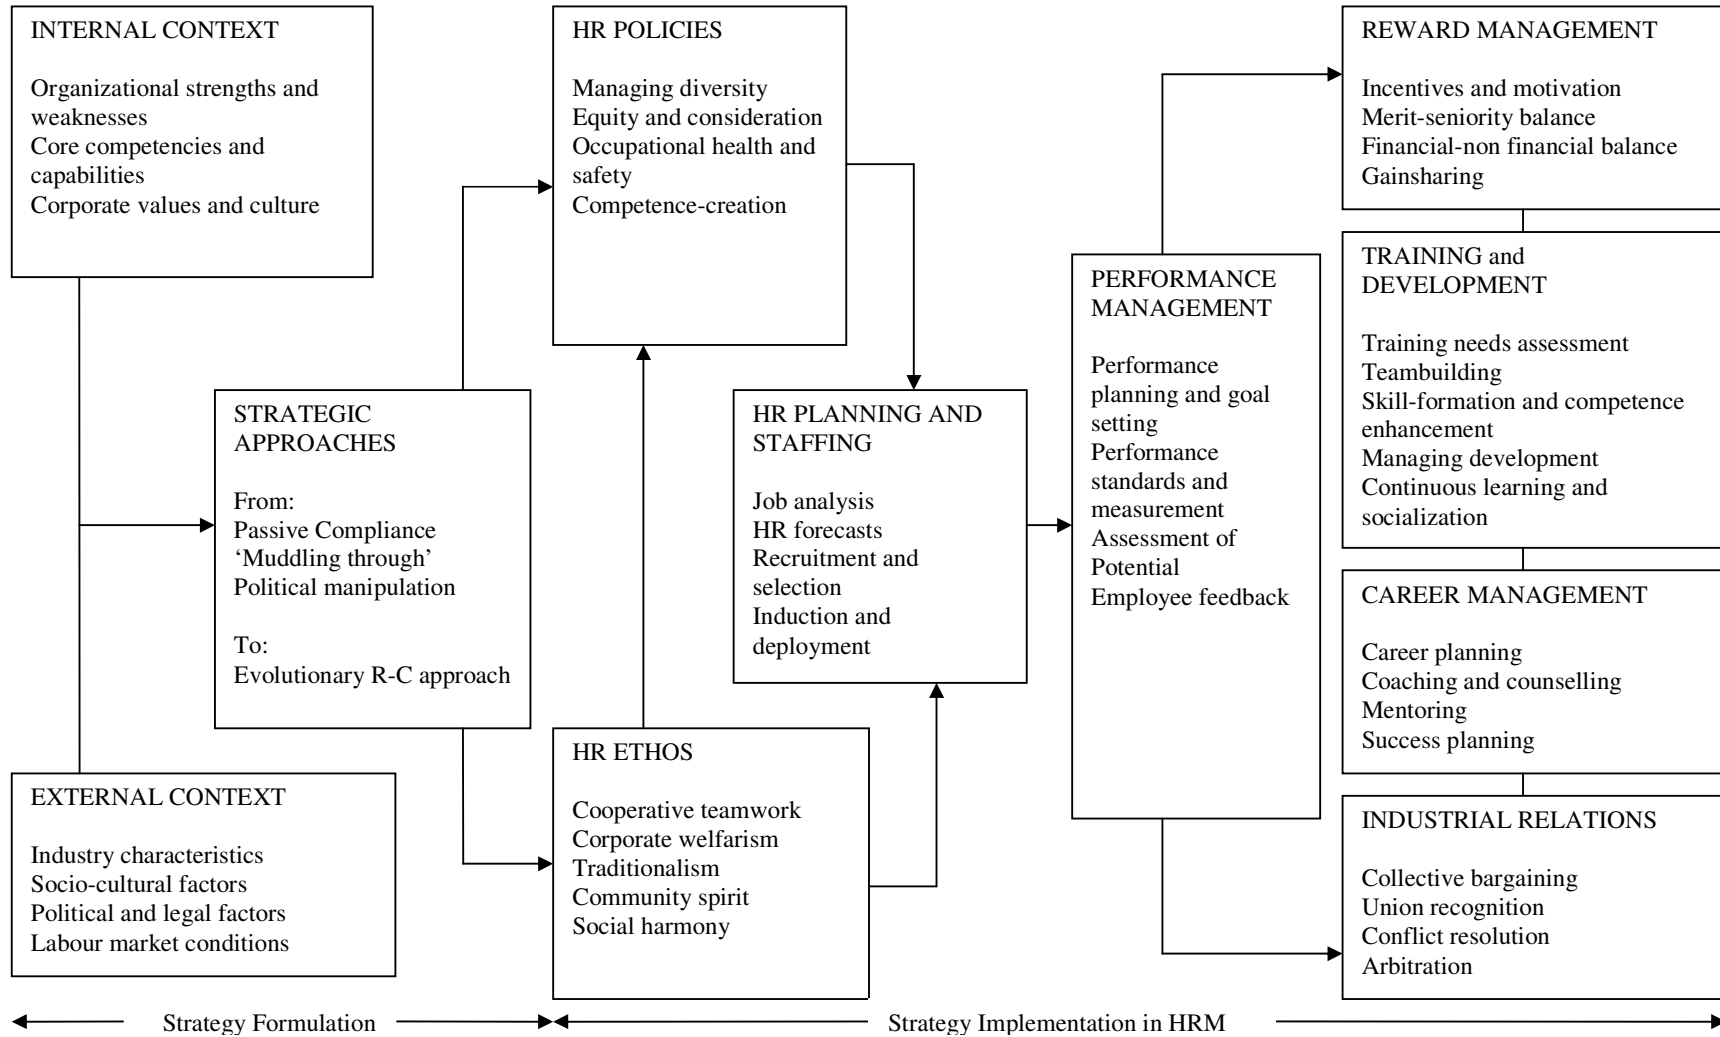 INTERNAL CONTEXT
Organizational strengths and
weaknesses
Core competencies and
capabilities
Corporate values and culture
EXTERNAL CONTEXT
Industry characteristics
Socio-cultural factors
Political and legal factors
Labour market conditions
STRATEGIC
APPROACHES
From:
Passive Compliance
‘Muddling through’
Political manipulation
To:
Evolutionary R-C approach
HR POLICIES
Managing diversity
Equity and consideration
Occupational health and
safety
Competence-creation
HR ETHOS
Cooperative teamwork
Corporate welfarism
Traditionalism
Community spirit
Social harmony
HR PLANNING AND
STAFFING
Job analysis
HR forecasts
Recruitment and
selection
Induction and
deployment
PERFORMANCE
MANAGEMENT
Performance
planning and goal
setting
Performance
standards and
measurement
Assessment of
Potential
Employee feedback
REWARD MANAGEMENT
Incentives and motivation
Merit-seniority balance
Financial-non financial balance
Gainsharing
TRAINING and
DEVELOPMENT
Training needs assessment
Teambuilding
Skill-formation and competence
enhancement
Managing development
Continuous learning and
socialization
CAREER MANAGEMENT
Career planning
Coaching and counselling
Mentoring
Success planning
INDUSTRIAL RELATIONS
Collective bargaining
Union recognition
Conflict resolution
Arbitration
Strategy Formulation
Strategy Implementation in HRM